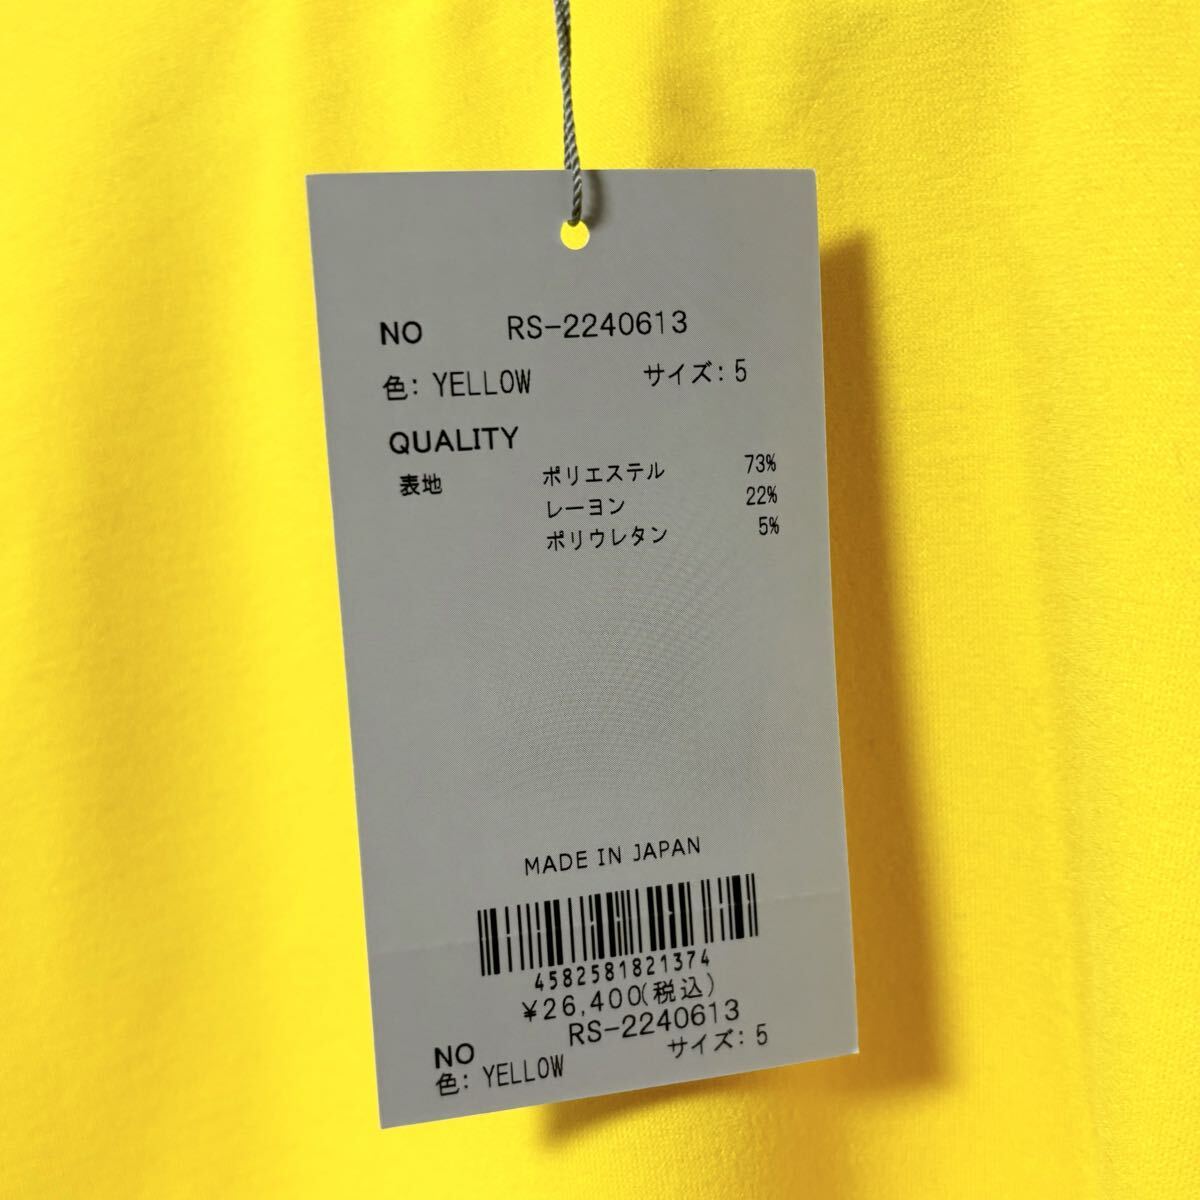 NO RS-2240613
色: YELLOW サイズ: 5
QUALITY
表地 ポリエステル 73%
レーヨン 22%
ポリウレタン 5%
MADE IN JAPAN
4582581821374
¥26,400(税込)
NO RS-2240613
色: YELLOW サイズ: 5